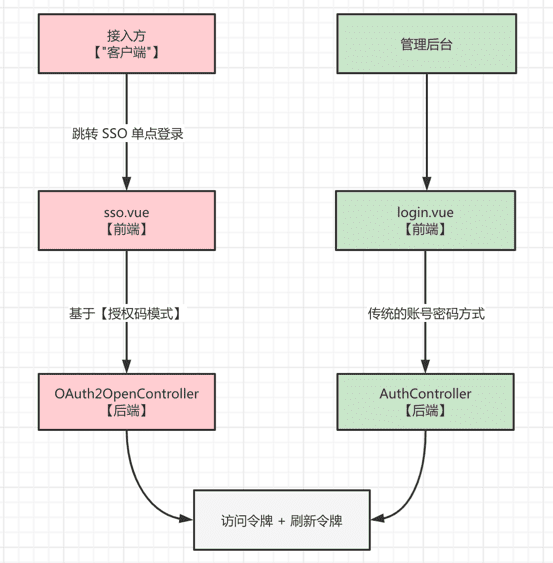 接入方
【"客户端"】
管理后台
跳转 SSO 单点登录
sso.vue
【前端】
login.vue
【前端】
基于【授权码模式】
传统的账号密码方式
OAuth2OpenController
【后端】
AuthController
【后端】
访问令牌 + 刷新令牌